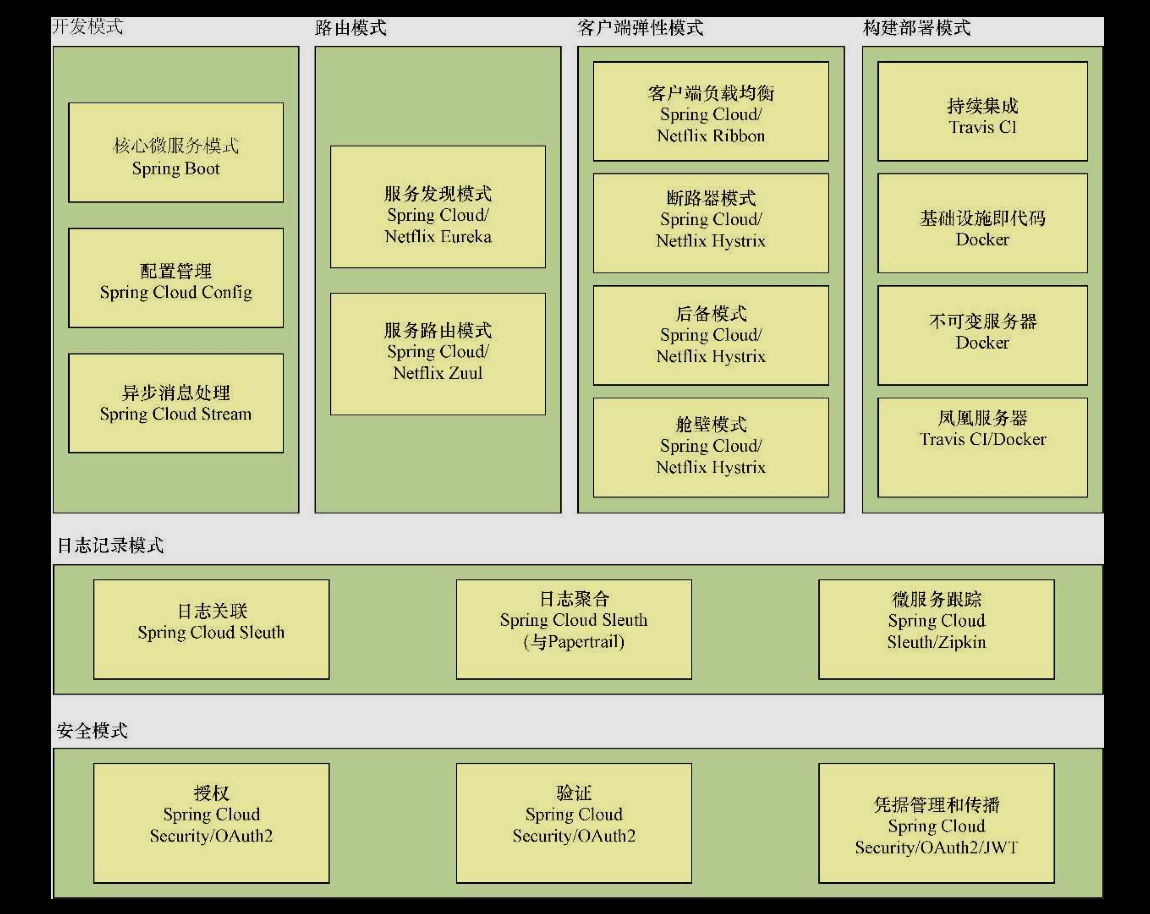 开发模式
核心微服务模式
Spring Boot
配置管理
Spring Cloud Config
异步消息处理
Spring Cloud Stream
路由模式
服务发现模式
Spring Cloud/
Netflix Eureka
服务路由模式
Spring Cloud/
Netflix Zuul
客户端弹性模式
客户端负载均衡
Spring Cloud/
Netflix Ribbon
断路器模式
Spring Cloud/
Netflix Hystrix
后备模式
Spring Cloud/
Netflix Hystrix
舱壁模式
Spring Cloud/
Netflix Hystrix
构建部署模式
持续集成
Travis CI
基础设施即代码
Docker
不可变服务器
Docker
凤凰服务器
Travis CI/Docker
日志记录模式
日志关联
Spring Cloud Sleuth
日志聚合
Spring Cloud Sleuth
(与Papertrail)
微服务跟踪
Spring Cloud
Sleuth/Zipkin
安全模式
授权
Spring Cloud
Security/OAuth2
验证
Spring Cloud
Security/OAuth2
凭据管理和传播
Spring Cloud
Security/OAuth2/JWT